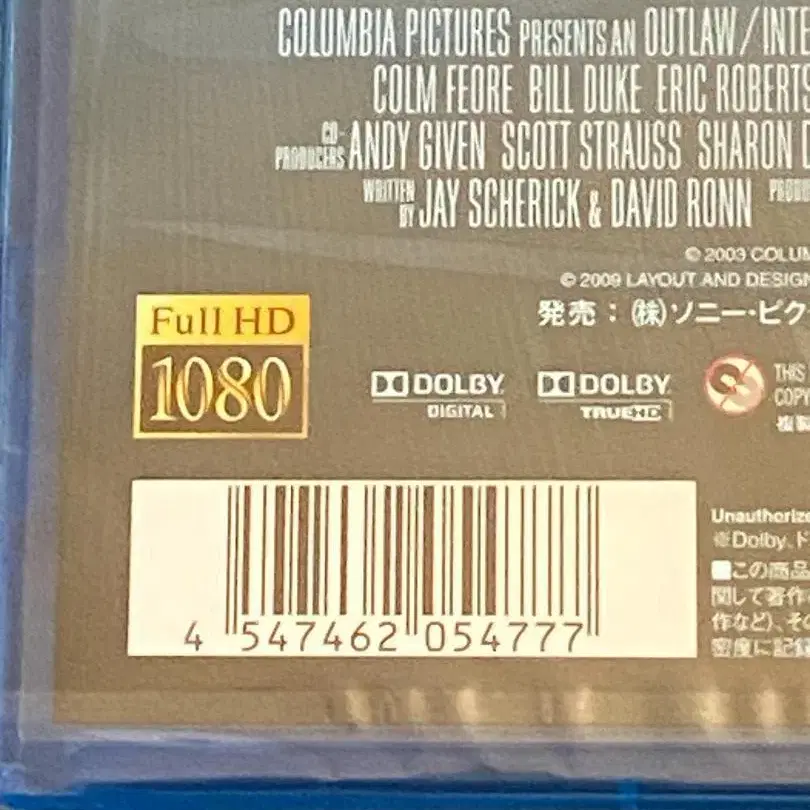 COLUMBIA PICTURES PRESENTS AN OUTLAW/INTE
COLM FEORE BILL DUKE ERIC ROBERTS
CO-PRODUCERS ANDY GIVEN SCOTT STRAUSS SHARON
WRITTEN BY JAY SCHERICK & DAVID RONN PRODU
© 2003 COLUM
© 2009 LAYOUT AND DESIGN
発売：(株)ソニー・ピク
Full HD
1080
DOLBY DIGITAL
DOLBY TRUEHD
THIS
COPY
複製
4 547462 054777
Unauthorize
※Dolby、ド
■この商品
関して著作
作など)、その
密度に記録